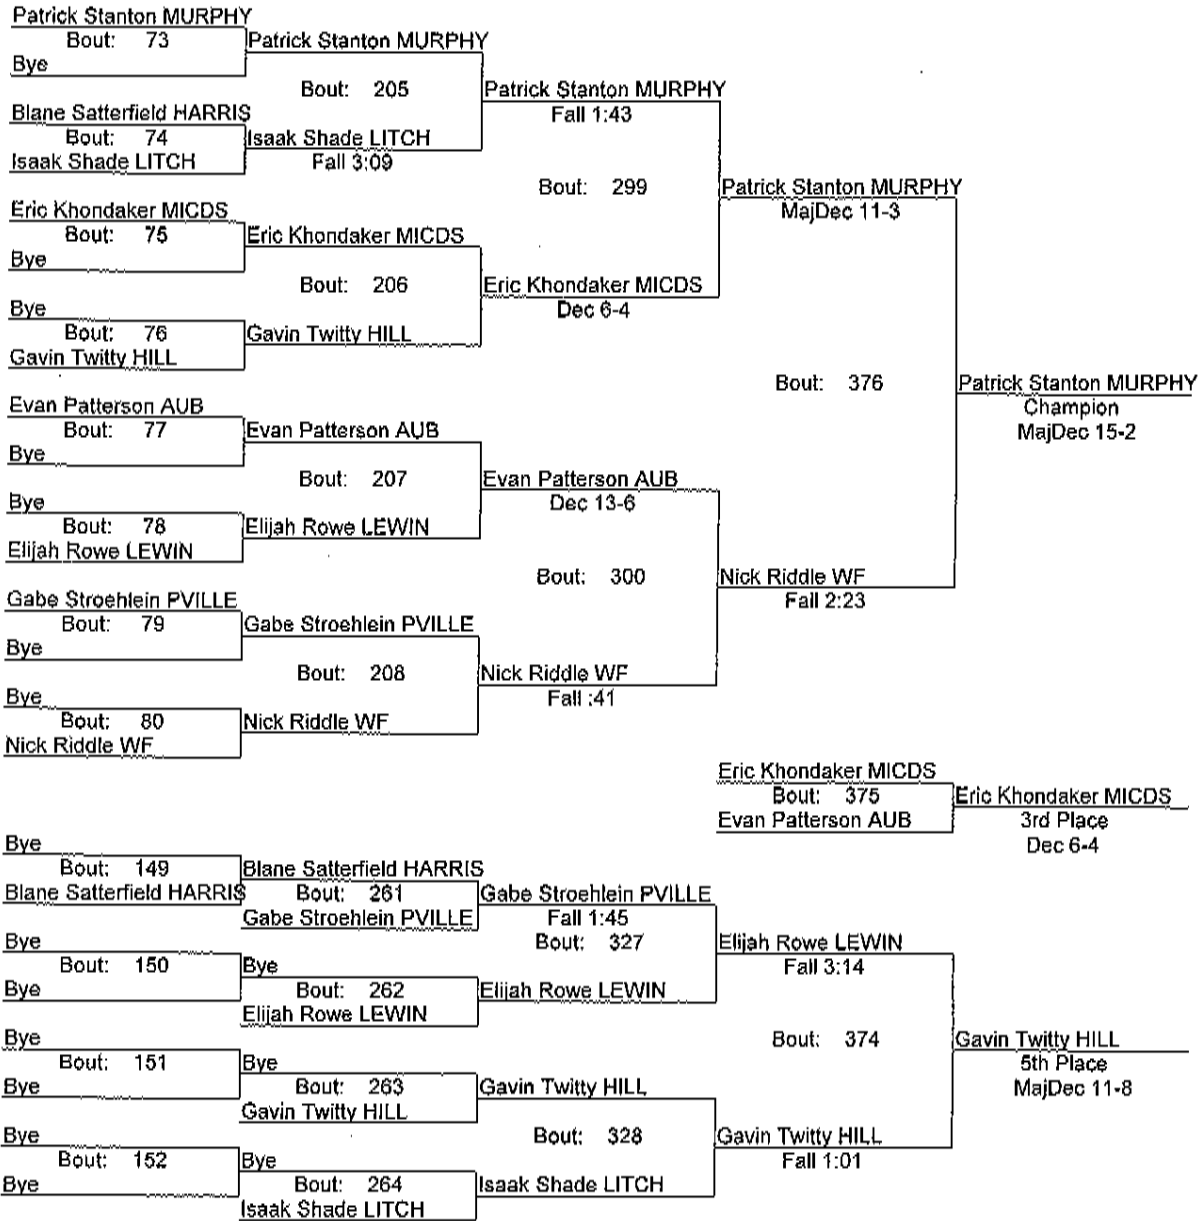 Patrick Stanton MURPHY
Bout: 73
Bye
Patrick Stanton MURPHY
Bout: 205
Blane Satterfield HARRIS
Bout: 74
Isaak Shade LITCH
Isaak Shade LITCH
Fall 3:09
Patrick Stanton MURPHY
Fall 1:43
Bout: 299
Eric Khondaker MICDS
Bout: 75
Bye
Eric Khondaker MICDS
Bout: 206
Bye
Bout: 76
Gavin Twitty HILL
Gavin Twitty HILL
Eric Khondaker MICDS
Dec 6-4
Patrick Stanton MURPHY
MajDec 11-3
Bout: 376
Evan Patterson AUB
Bout: 77
Bye
Evan Patterson AUB
Bout: 207
Bye
Bout: 78
Elijah Rowe LEWIN
Elijah Rowe LEWIN
Evan Patterson AUB
Dec 13-6
Bout: 300
Gabe Stroehlein PVILLE
Bout: 79
Bye
Gabe Stroehlein PVILLE
Bout: 208
Bye
Bout: 80
Nick Riddle WF
Nick Riddle WF
Nick Riddle WF
Fall :41
Nick Riddle WF
Fall 2:23
Patrick Stanton MURPHY
Champion
MajDec 15-2
Eric Khondaker MICDS
Bout: 375
Evan Patterson AUB
Eric Khondaker MICDS
3rd Place
Dec 6-4
Bye
Bout: 149
Blane Satterfield HARRIS
Blane Satterfield HARRIS
Bout: 261
Gabe Stroehlein PVILLE
Gabe Stroehlein PVILLE
Fall 1:45
Bout: 327
Bye
Bout: 150
Bye
Bye
Bout: 262
Elijah Rowe LEWIN
Elijah Rowe LEWIN
Elijah Rowe LEWIN
Fall 3:14
Bout: 374
Bye
Bout: 151
Bye
Bye
Bout: 263
Gavin Twitty HILL
Gavin Twitty HILL
Bout: 328
Bye
Bout: 152
Bye
Bye
Bout: 264
Isaak Shade LITCH
Isaak Shade LITCH
Gavin Twitty HILL
Fall 1:01
Gavin Twitty HILL
5th Place
MajDec 11-8